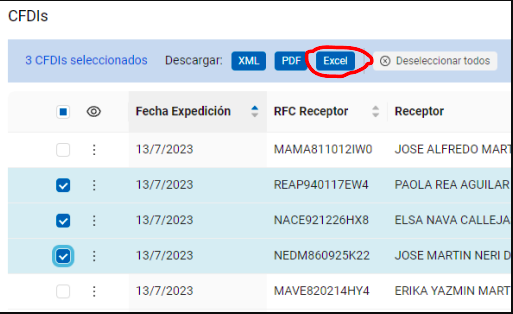 CFDIs
3 CFDIs seleccionados Descargar: XML PDF Excel Deseleccionar todos
Fecha Expedición RFC Receptor Receptor
13/7/2023 MAMA811012IW0 JOSE ALFREDO MART
13/7/2023 REAP940117EW4 PAOLA REA AGUILAR
13/7/2023 NACE921226HX8 ELSA NAVA CALLEJA
13/7/2023 NEDM860925K22 JOSE MARTIN NERI D
13/7/2023 MAVE820214HY4 ERIKA YAZMIN MART